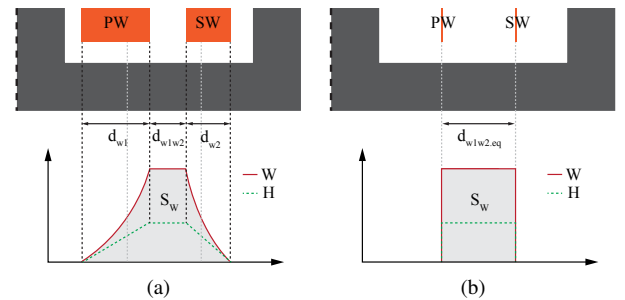 PW SW
PW SW
d_w1 d_w1w2 d_w2
d_w1w2.eq
S_W
W
H
S_W
W
H
(a)
(b)